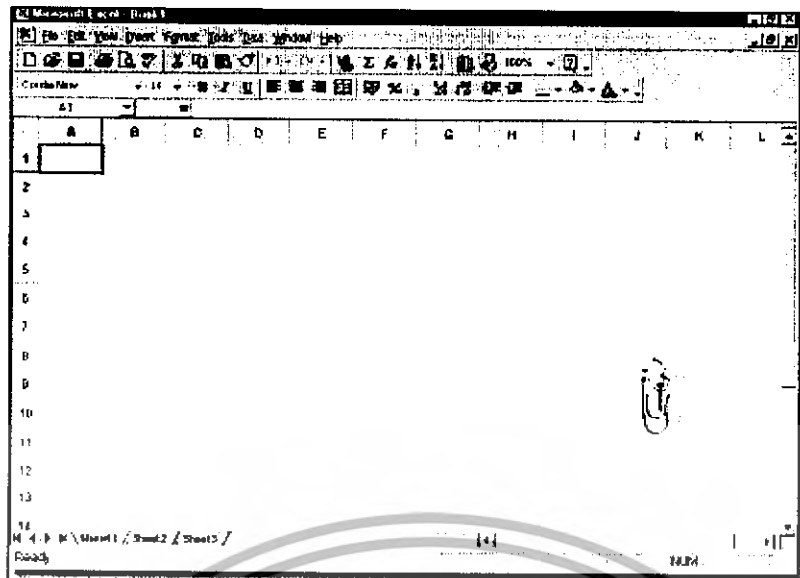 Microsoft Excel - Book1
File Edit View Insert Format Tools Data Window Help
100%
A1 =
A B C D E F G H I J K L
1
2
3
4
5
6
7
8
9
10
11
12
13
14
Sheet1 / Sheet2 / Sheet3 /
Ready NUM